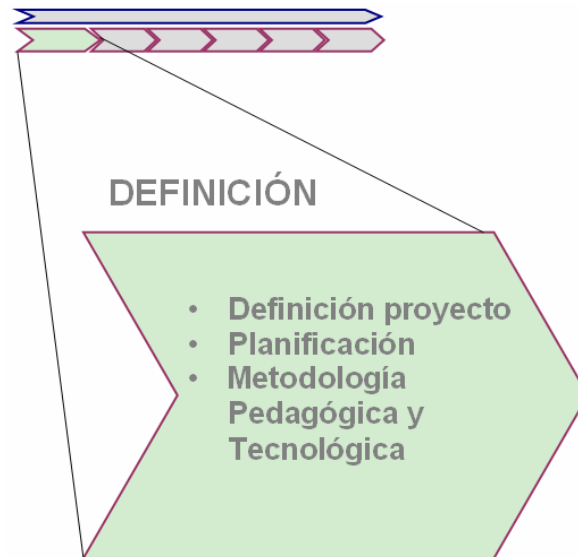 DEFINICIÓN
• Definición proyecto
• Planificación
• Metodología
Pedagógica y
Tecnológica